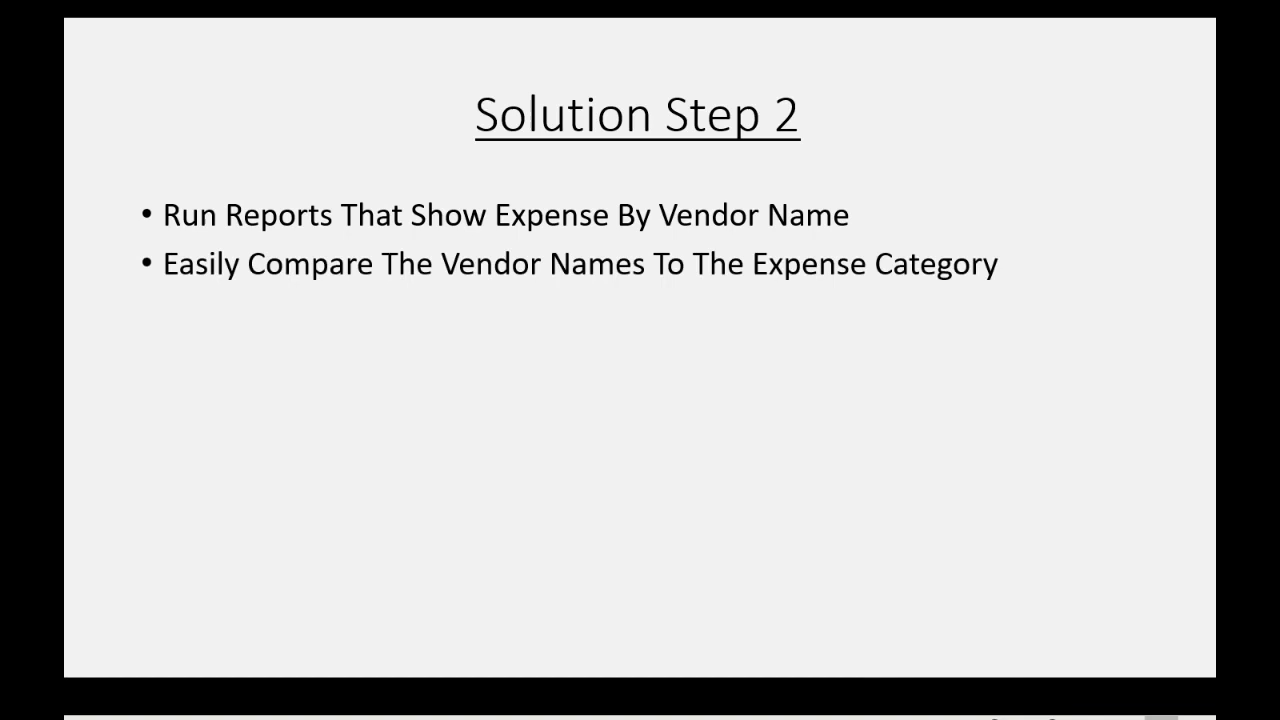 Solution Step 2
• Run Reports That Show Expense By Vendor Name
• Easily Compare The Vendor Names To The Expense Category